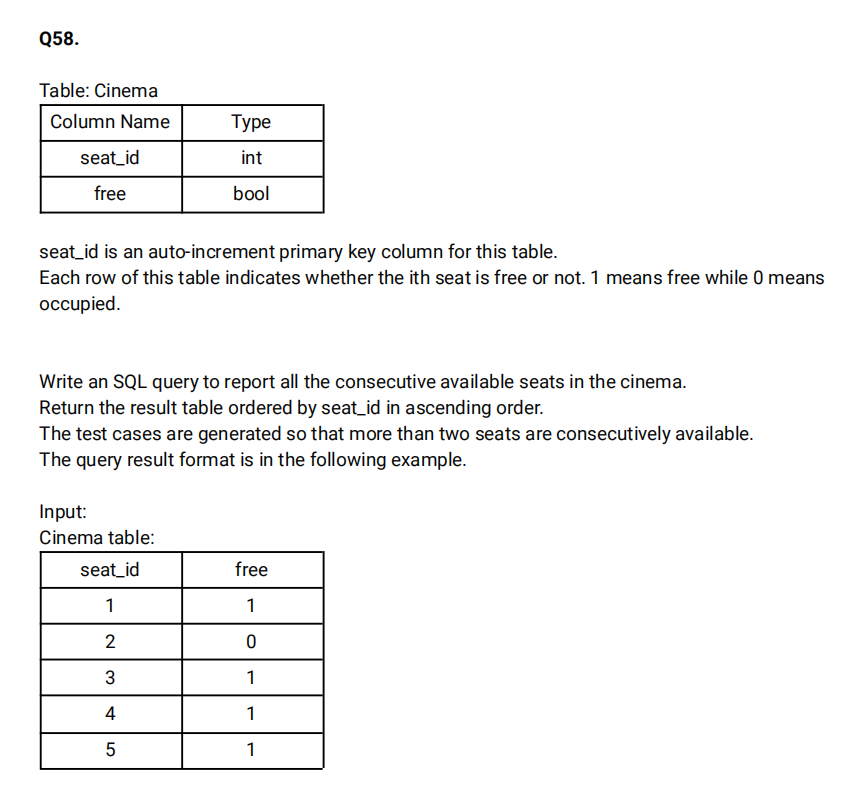 Q58.
Table: Cinema
Column Name Type
seat_id int
free bool
seat_id is an auto-increment primary key column for this table.
Each row of this table indicates whether the ith seat is free or not. 1 means free while 0 means
occupied.
Write an SQL query to report all the consecutive available seats in the cinema.
Return the result table ordered by seat_id in ascending order.
The test cases are generated so that more than two seats are consecutively available.
The query result format is in the following example.
Input:
Cinema table:
seat_id free
1 1
2 0
3 1
4 1
5 1